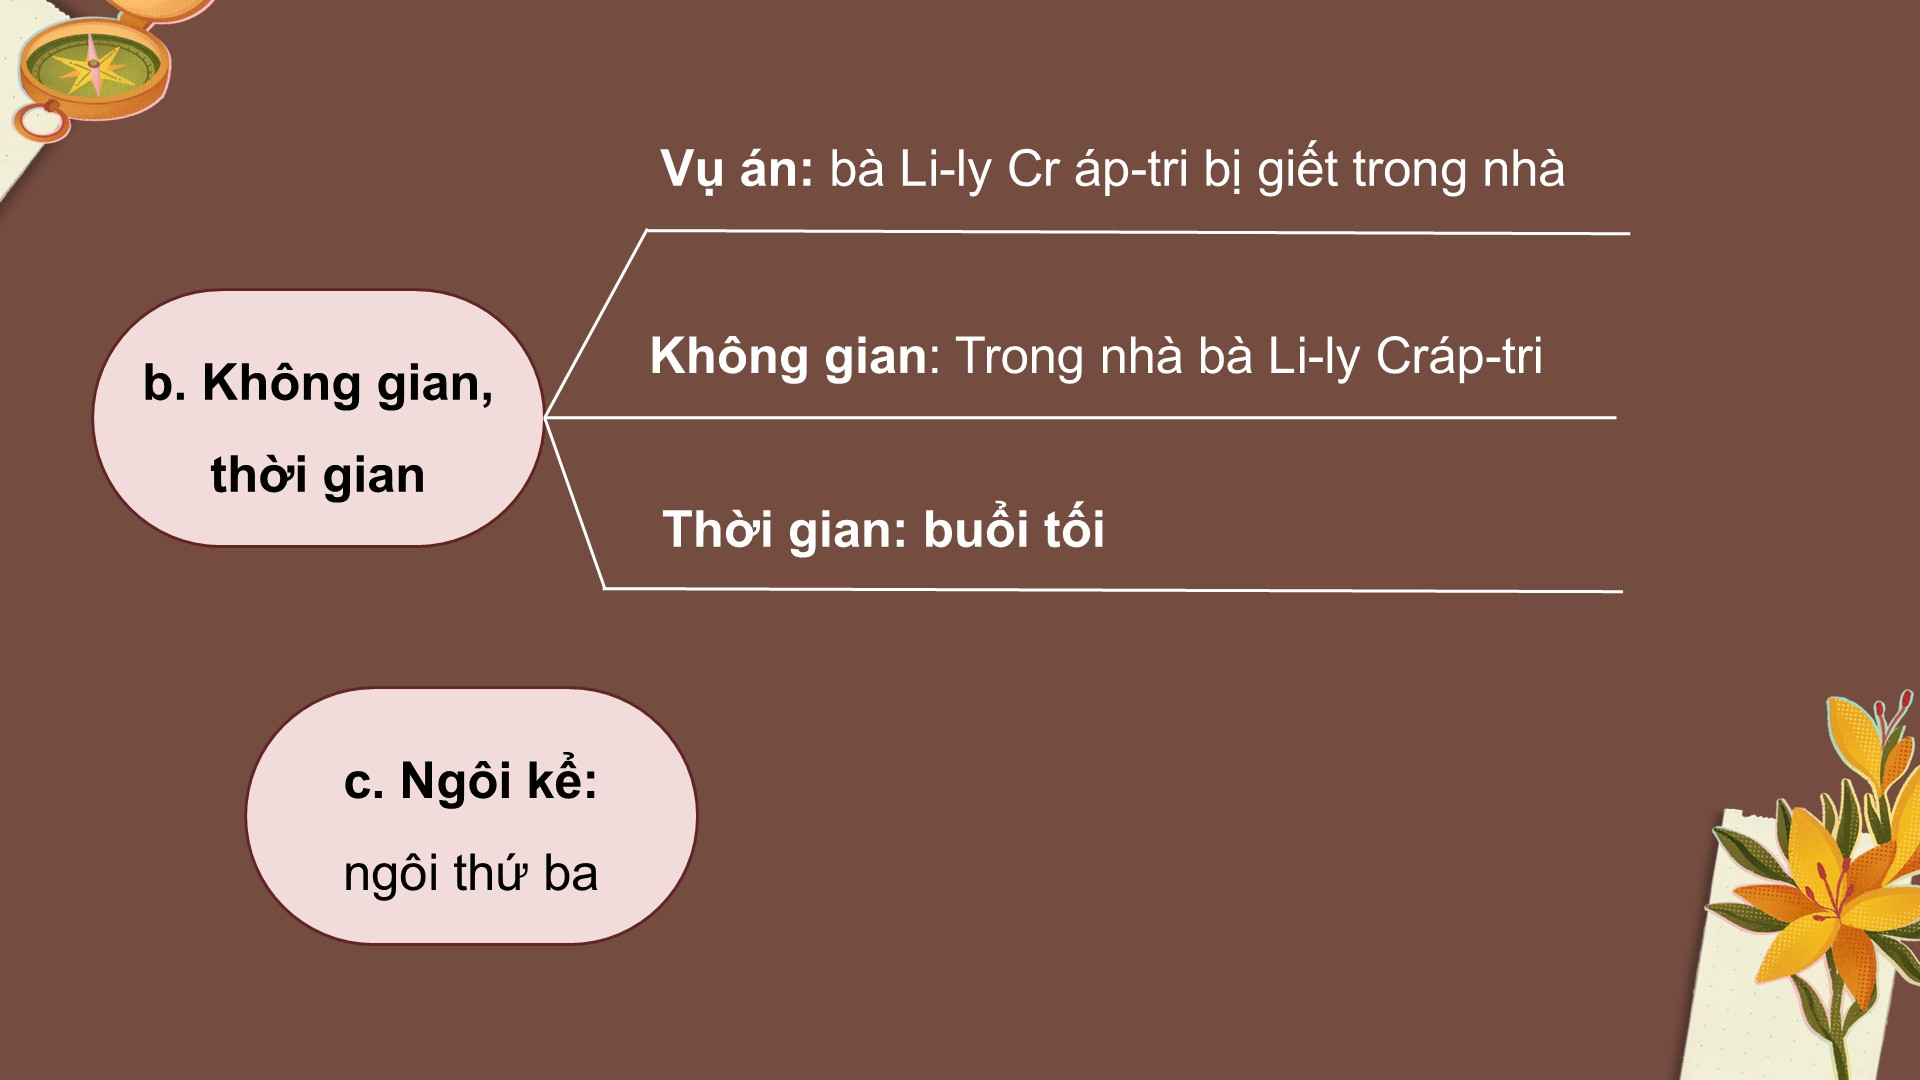 Vụ án: bà Li-ly Cr áp-tri bị giết trong nhà
b. Không gian,
thời gian
Không gian: Trong nhà bà Li-ly Cráp-tri
Thời gian: buổi tối
c. Ngôi kể:
ngôi thứ ba